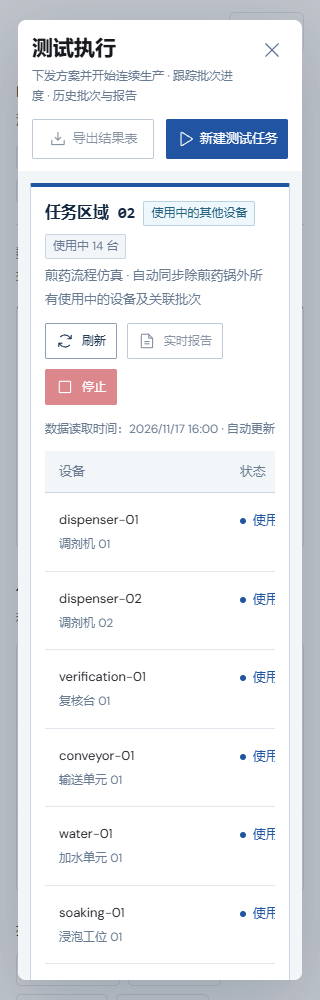 测试执行
下发方案并开始连续生产 · 跟踪批次进
度 · 历史批次与报告
导出结果表
新建测试任务
任务区域 02 使用中的其他设备
使用中 14 台
煎药流程仿真 · 自动同步除煎药锅外所
有使用中的设备及关联批次
刷新 实时报告
停止
数据读取时间：2026/11/17 16:00 · 自动更新
设备 状态
dispenser-01 使用
调剂机 01
dispenser-02 使用
调剂机 02
verification-01 使用
复核台 01
conveyor-01 使用
输送单元 01
water-01 使用
加水单元 01
soaking-01 使用
浸泡工位 01